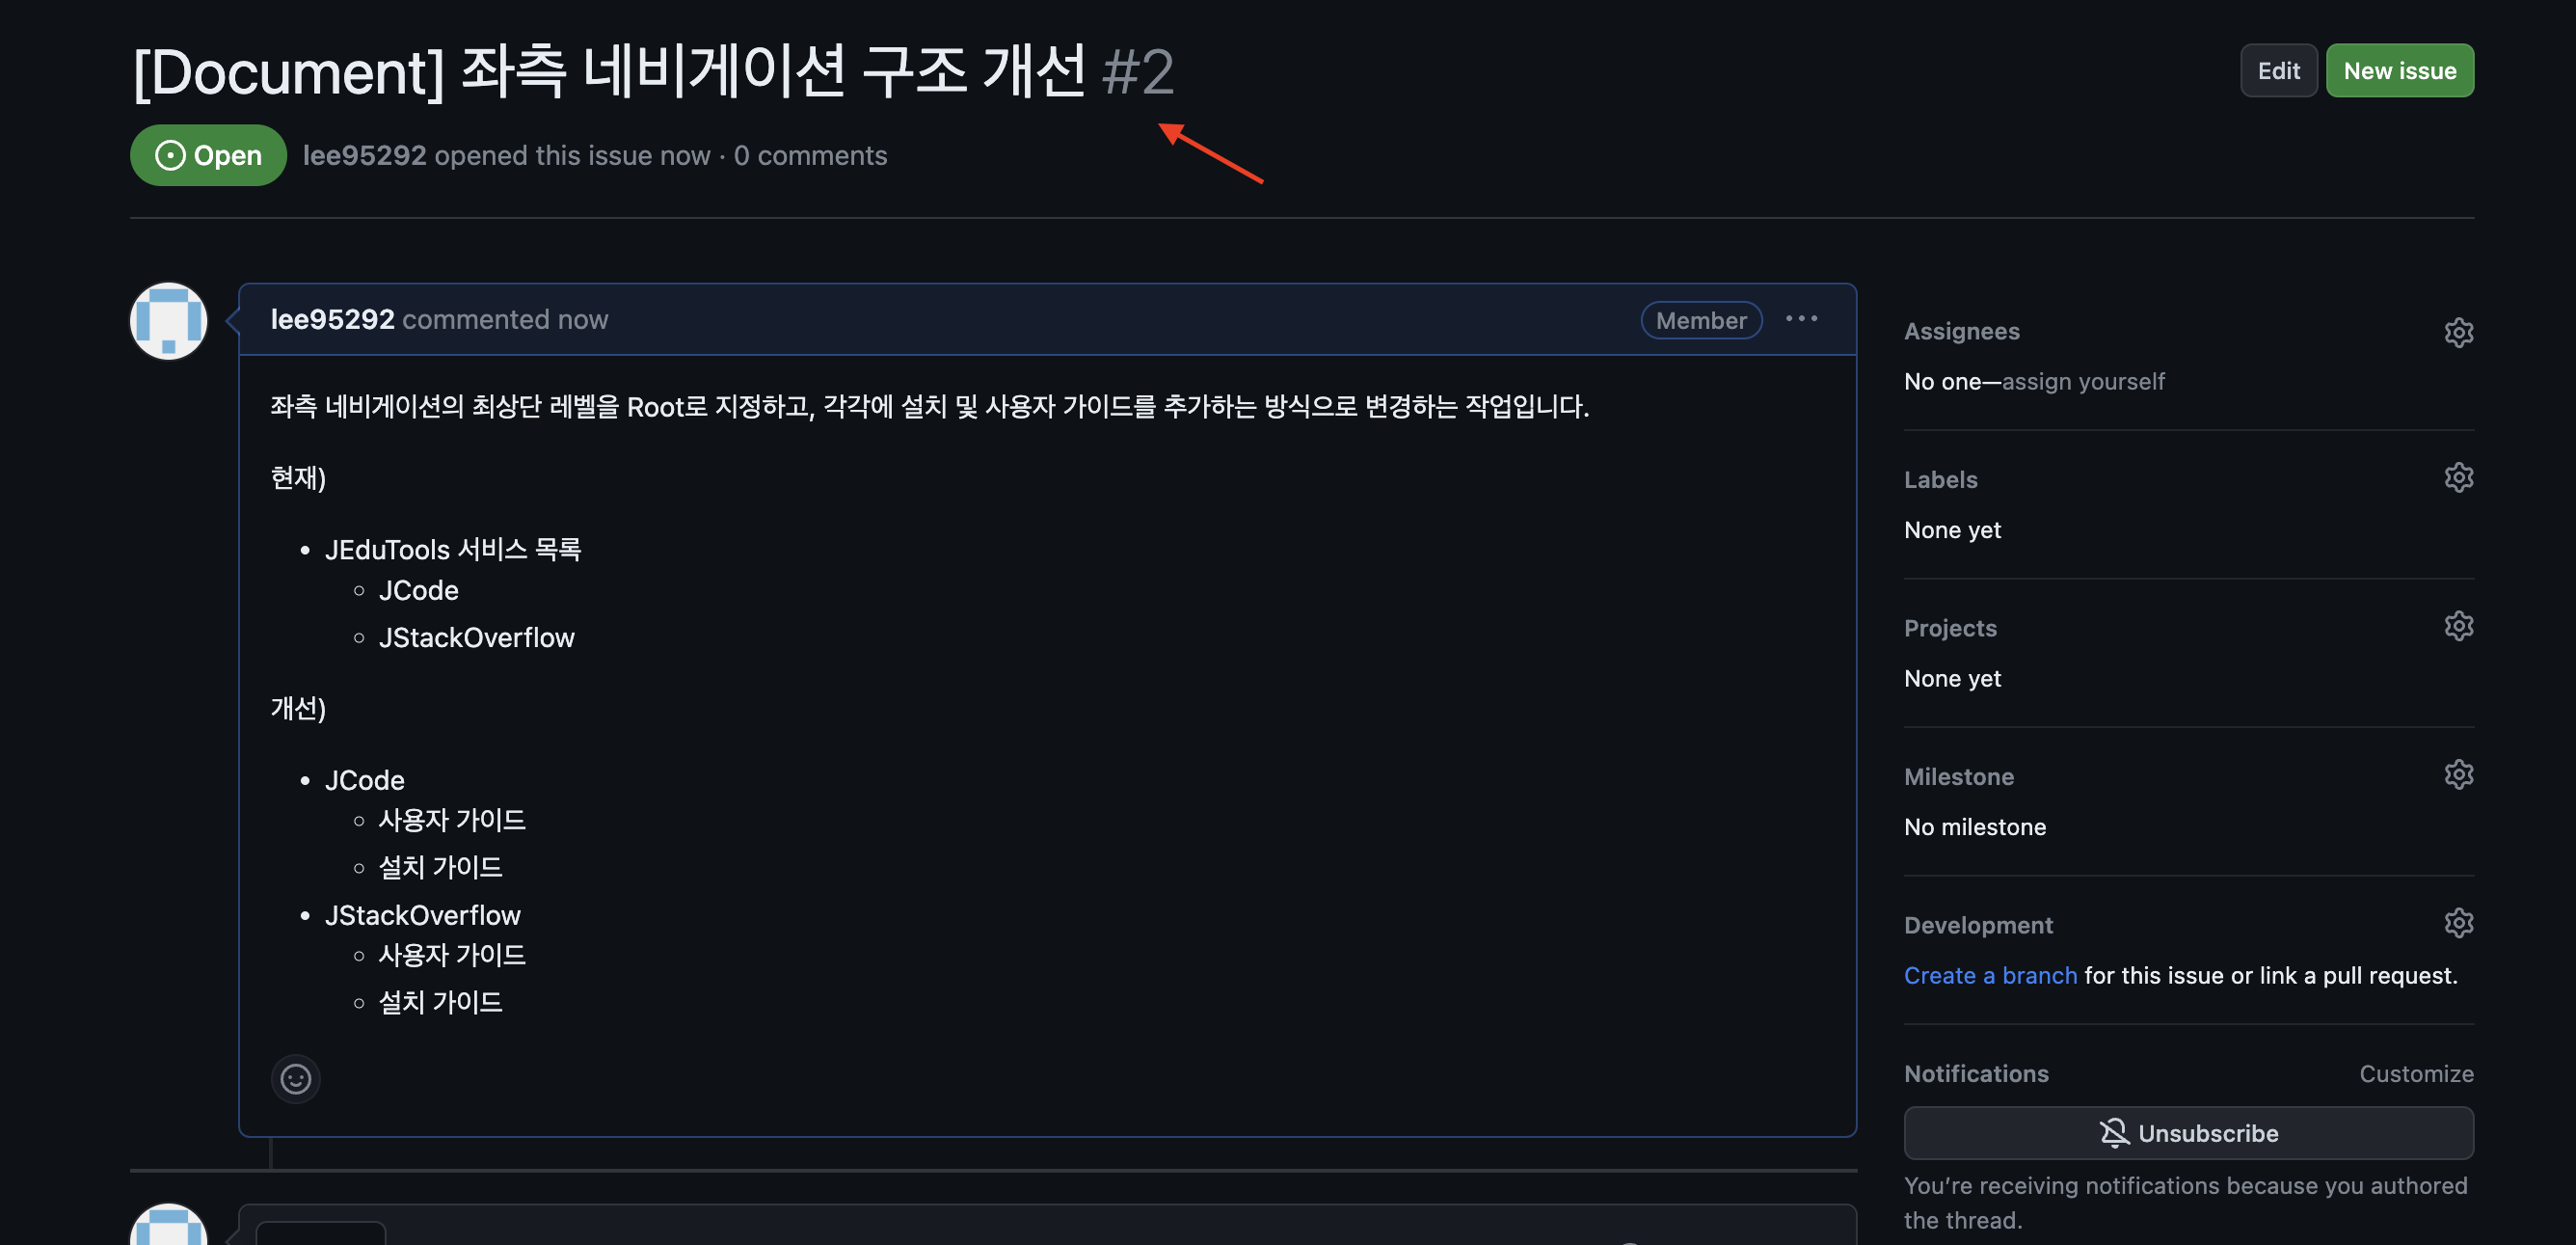 [Document] 좌측 네비게이션 구조 개선 #2
Edit
New issue
Open
lee95292 opened this issue now · 0 comments
lee95292 commented now
Member
좌측 네비게이션의 최상단 레벨을 Root로 지정하고, 각각에 설치 및 사용자 가이드를 추가하는 방식으로 변경하는 작업입니다.
현재)
• JEduTools 서비스 목록
◦ JCode
◦ JStackOverflow
개선)
• JCode
◦ 사용자 가이드
◦ 설치 가이드
• JStackOverflow
◦ 사용자 가이드
◦ 설치 가이드
Assignees
No one—assign yourself
Labels
None yet
Projects
None yet
Milestone
No milestone
Development
Create a branch for this issue or link a pull request.
Notifications
Customize
Unsubscribe
You’re receiving notifications because you authored
the thread.